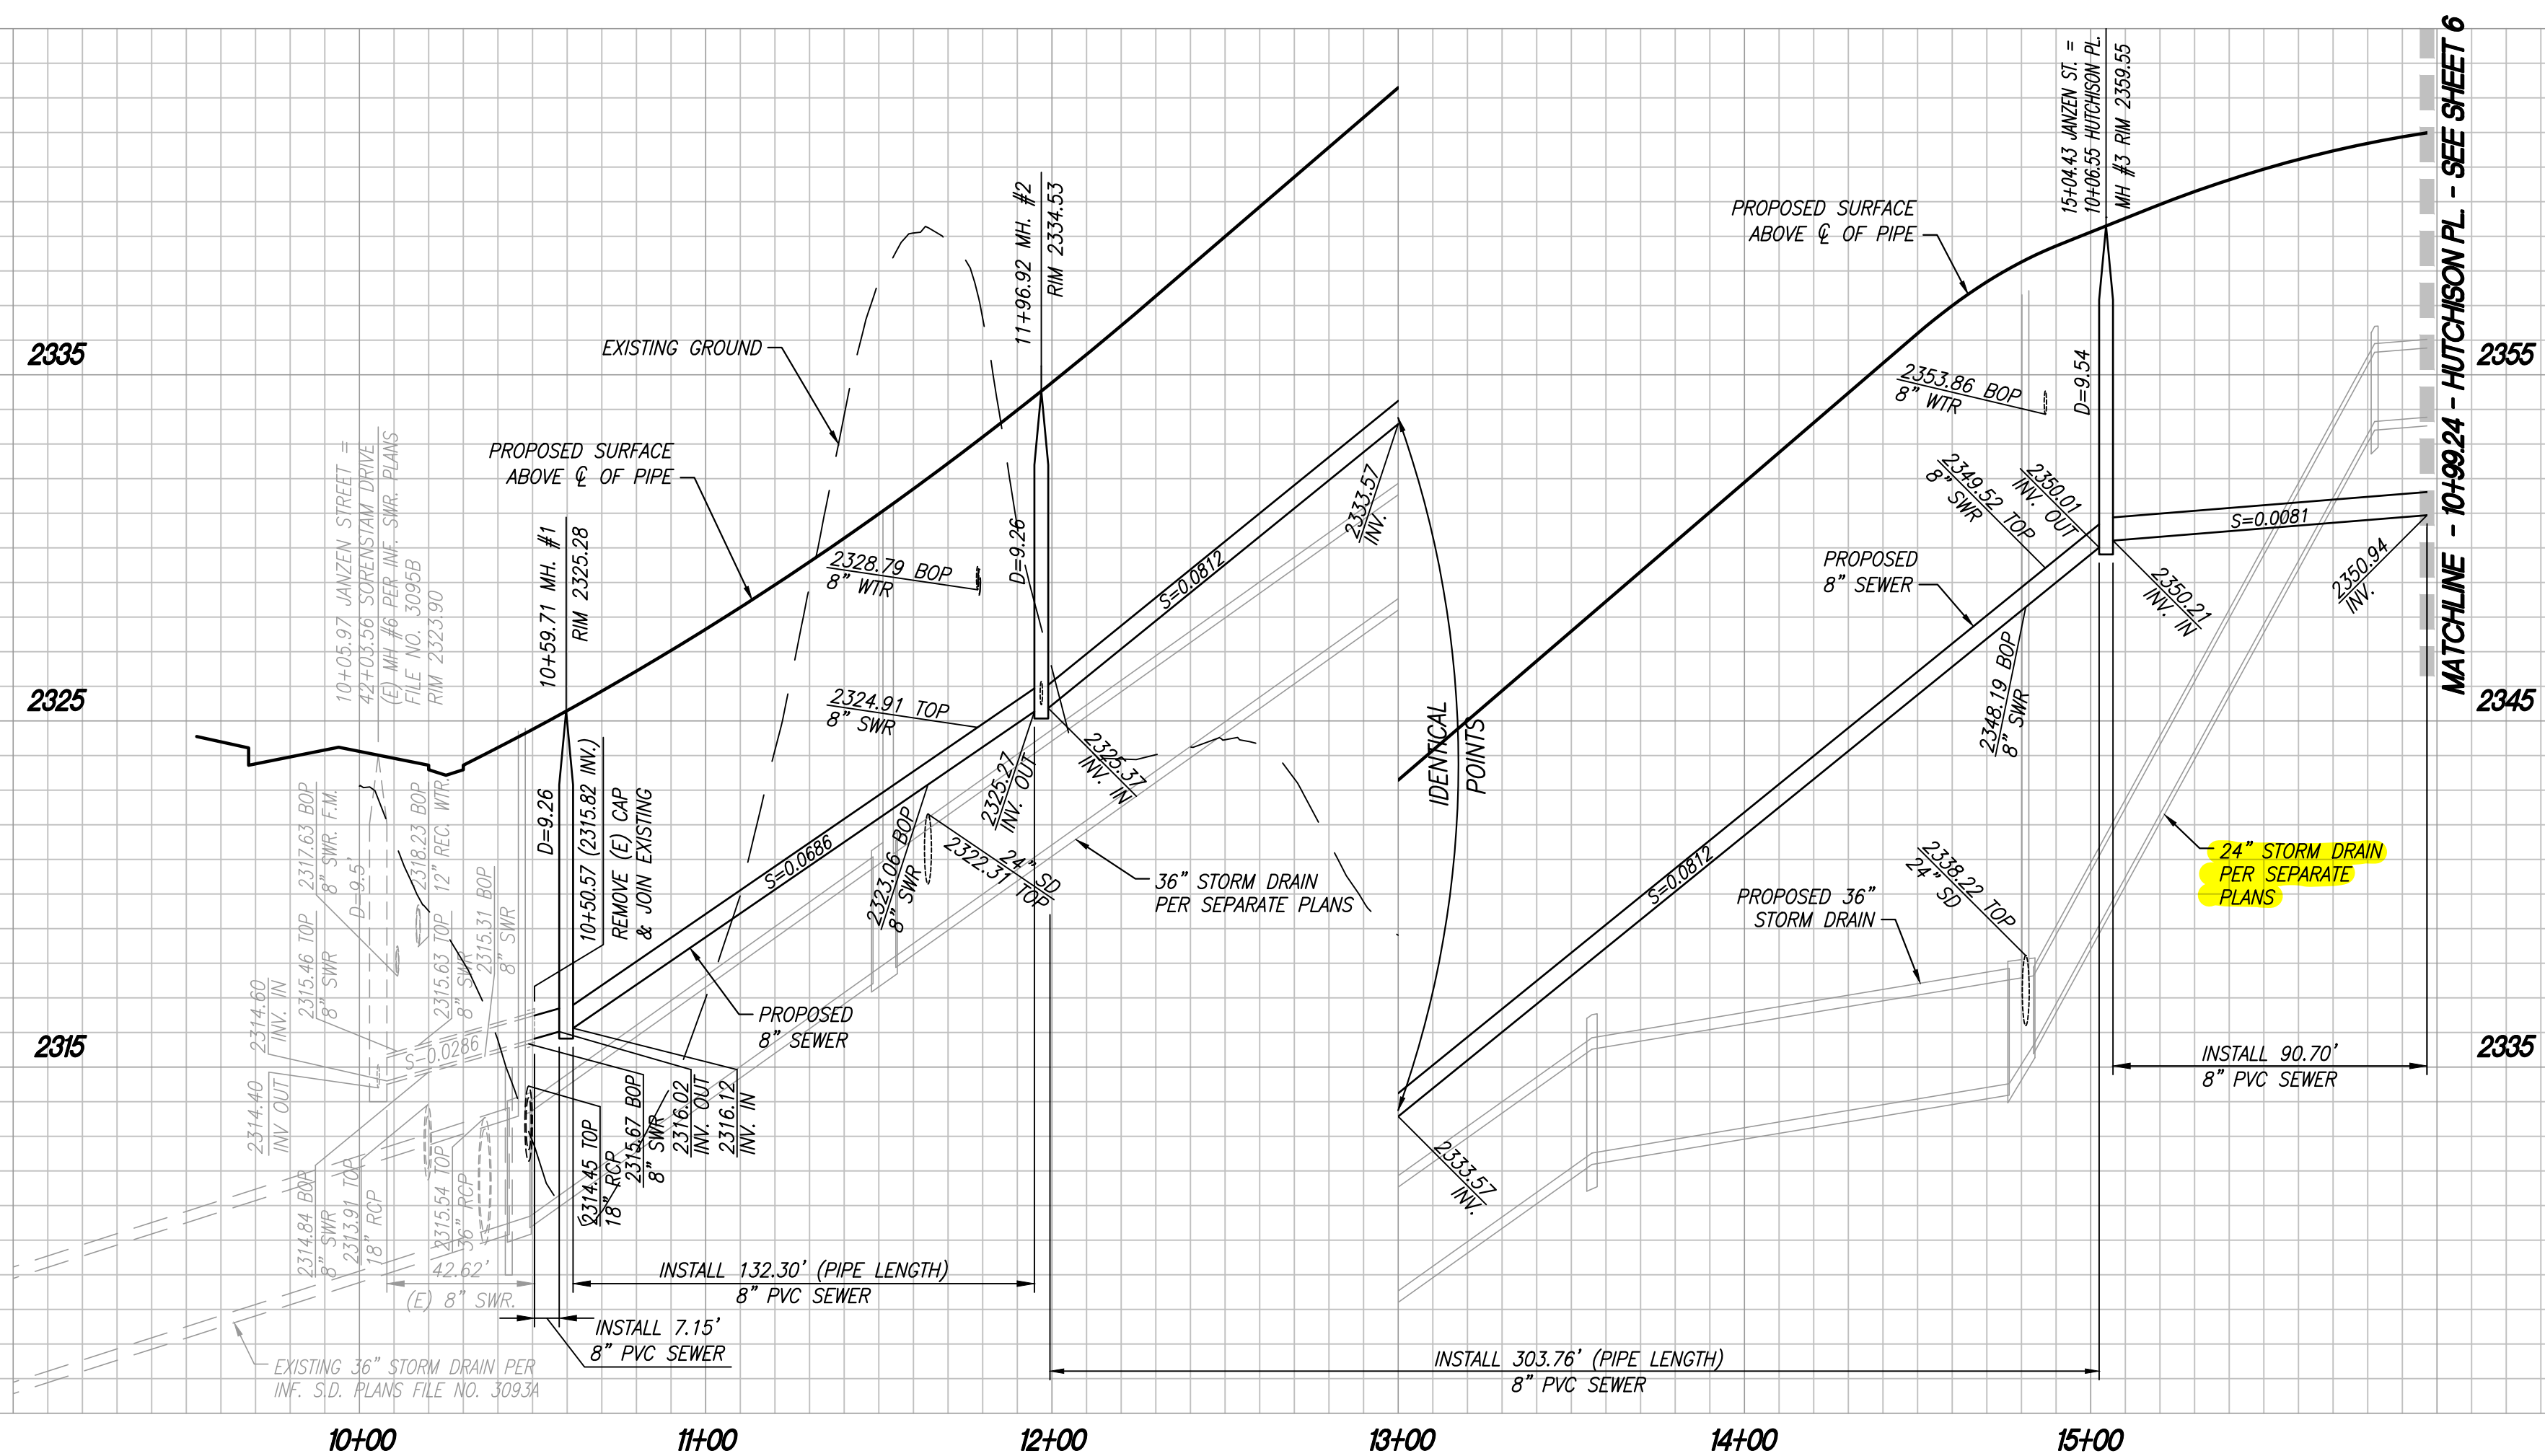 2335
2325
2315
10+05.97 JANZEN STREET =
42+03.56 SORENSTAM DRIVE
(E) MH #6 PER INF. SWR. PLANS
FILE NO. 3095B
RIM 2323.90
EXISTING GROUND
PROPOSED SURFACE
ABOVE ℄ OF PIPE
10+59.71 MH. #1
RIM 2325.28
11+96.92 MH. #2
RIM 2334.53
D=9.26
2328.79 BOP
8" WTR
2324.91 TOP
8" SWR
D=9.26
10+50.57 (2315.82 INV.)
REMOVE (E) CAP
& JOIN EXISTING
2317.63 BOP
8" SWR. F.M.
D=9.5'
2318.23 BOP
12" REC. WTR.
2315.46 TOP
8" SWR
2315.63 TOP
8" SWR
2315.31 BOP
8" SWR
2314.60
INV. IN
2314.40
INV OUT
S=0.0286
S=0.0686
S=0.0812
2325.27
INV. OUT
2325.37
INV. IN
2323.06 BOP
8" SWR
24" SD
2322.31 TOP
36" STORM DRAIN
PER SEPARATE PLANS
PROPOSED
8" SEWER
2314.84 BOP
8" SWR
2313.91 TOP
18" RCP
2315.54 TOP
36" RCP
2314.45 TOP
18" RCP
2315.67 BOP
8" SWR
2316.02
INV. OUT
2316.12
INV. IN
42.62'
(E) 8" SWR.
INSTALL 132.30' (PIPE LENGTH)
8" PVC SEWER
INSTALL 7.15'
8" PVC SEWER
EXISTING 36" STORM DRAIN PER
INF. S.D. PLANS FILE NO. 3093A
2333.57
INV.
IDENTICAL
POINTS
2333.57
INV.
PROPOSED SURFACE
ABOVE ℄ OF PIPE
15+04.43 JANZEN ST. =
10+06.55 HUTCHISON PL.
MH #3 RIM 2359.55
2353.86 BOP
8" WTR
D=9.54
2349.52 TOP
8" SWR
2350.01
INV. OUT
PROPOSED
8" SEWER
S=0.0081
2350.21
INV. IN
2350.94
INV.
2348.19 BOP
8" SWR
S=0.0812
PROPOSED 36"
STORM DRAIN
2338.22 TOP
24" SD
24" STORM DRAIN
PER SEPARATE
PLANS
INSTALL 90.70'
8" PVC SEWER
INSTALL 303.76' (PIPE LENGTH)
8" PVC SEWER
MATCHLINE - 10+99.24 - HUTCHISON PL. - SEE SHEET 6
2355
2345
2335
10+00
11+00
12+00
13+00
14+00
15+00